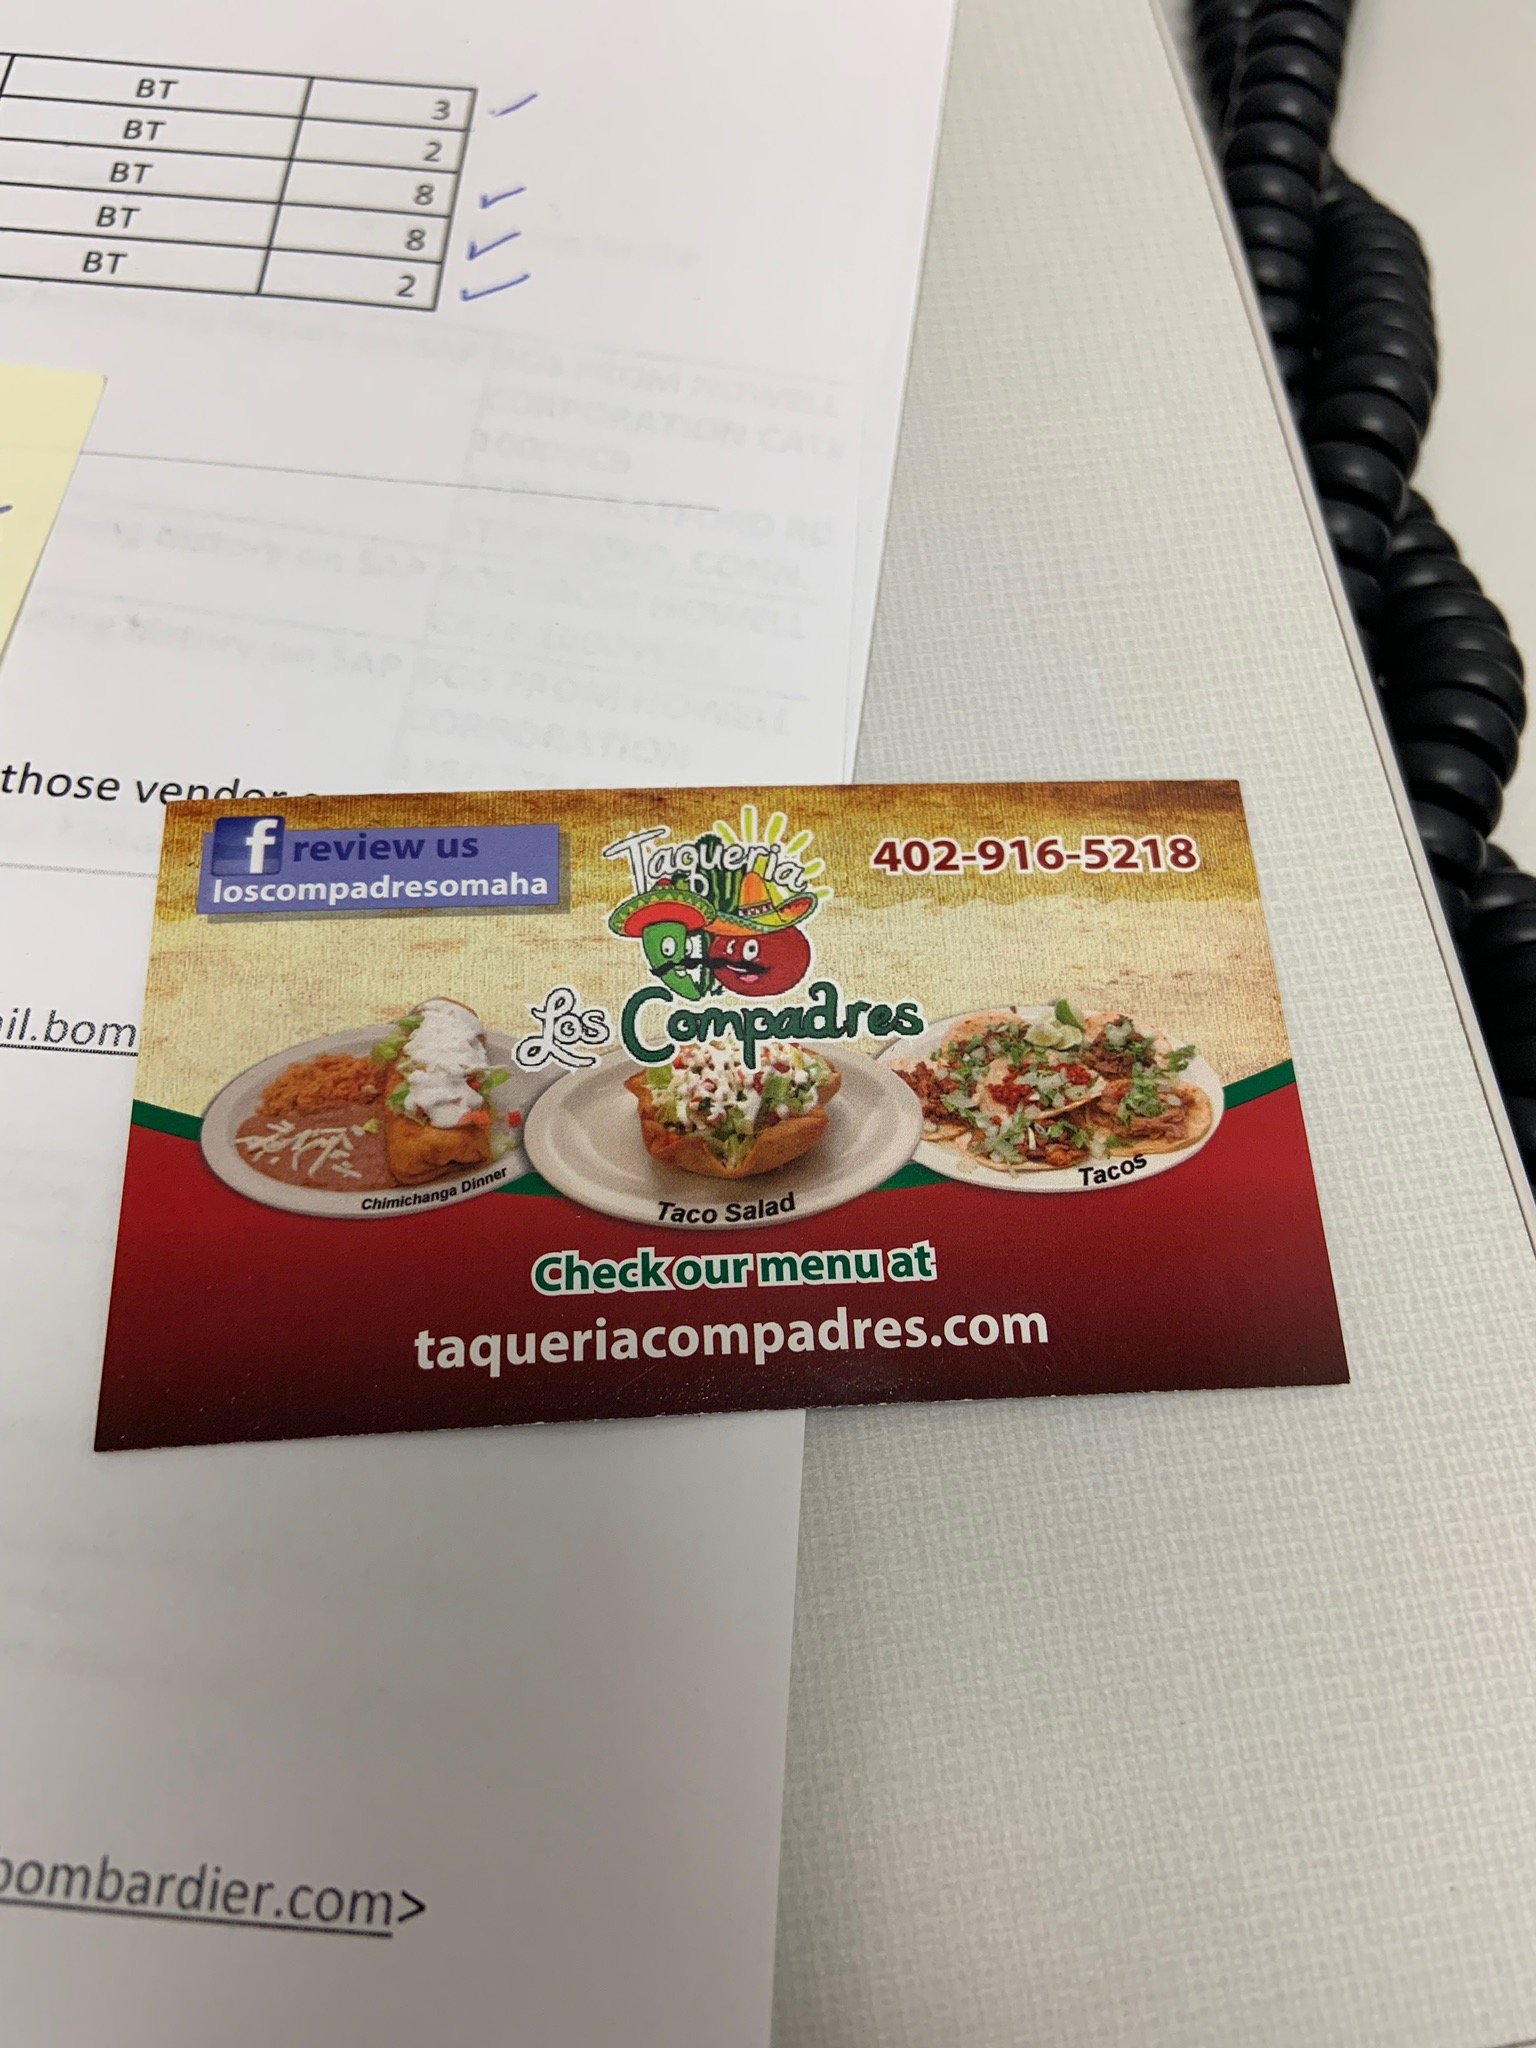 BT 3
BT 2
BT 8
BT 8
BT 2
those vendor
il.bom
f review us
loscompadresomaha
Taqueria
Los Compadres
402-916-5218
Chimichanga Dinner
Taco Salad
Tacos
Check our menu at
taqueriacompadres.com
bombardier.com>